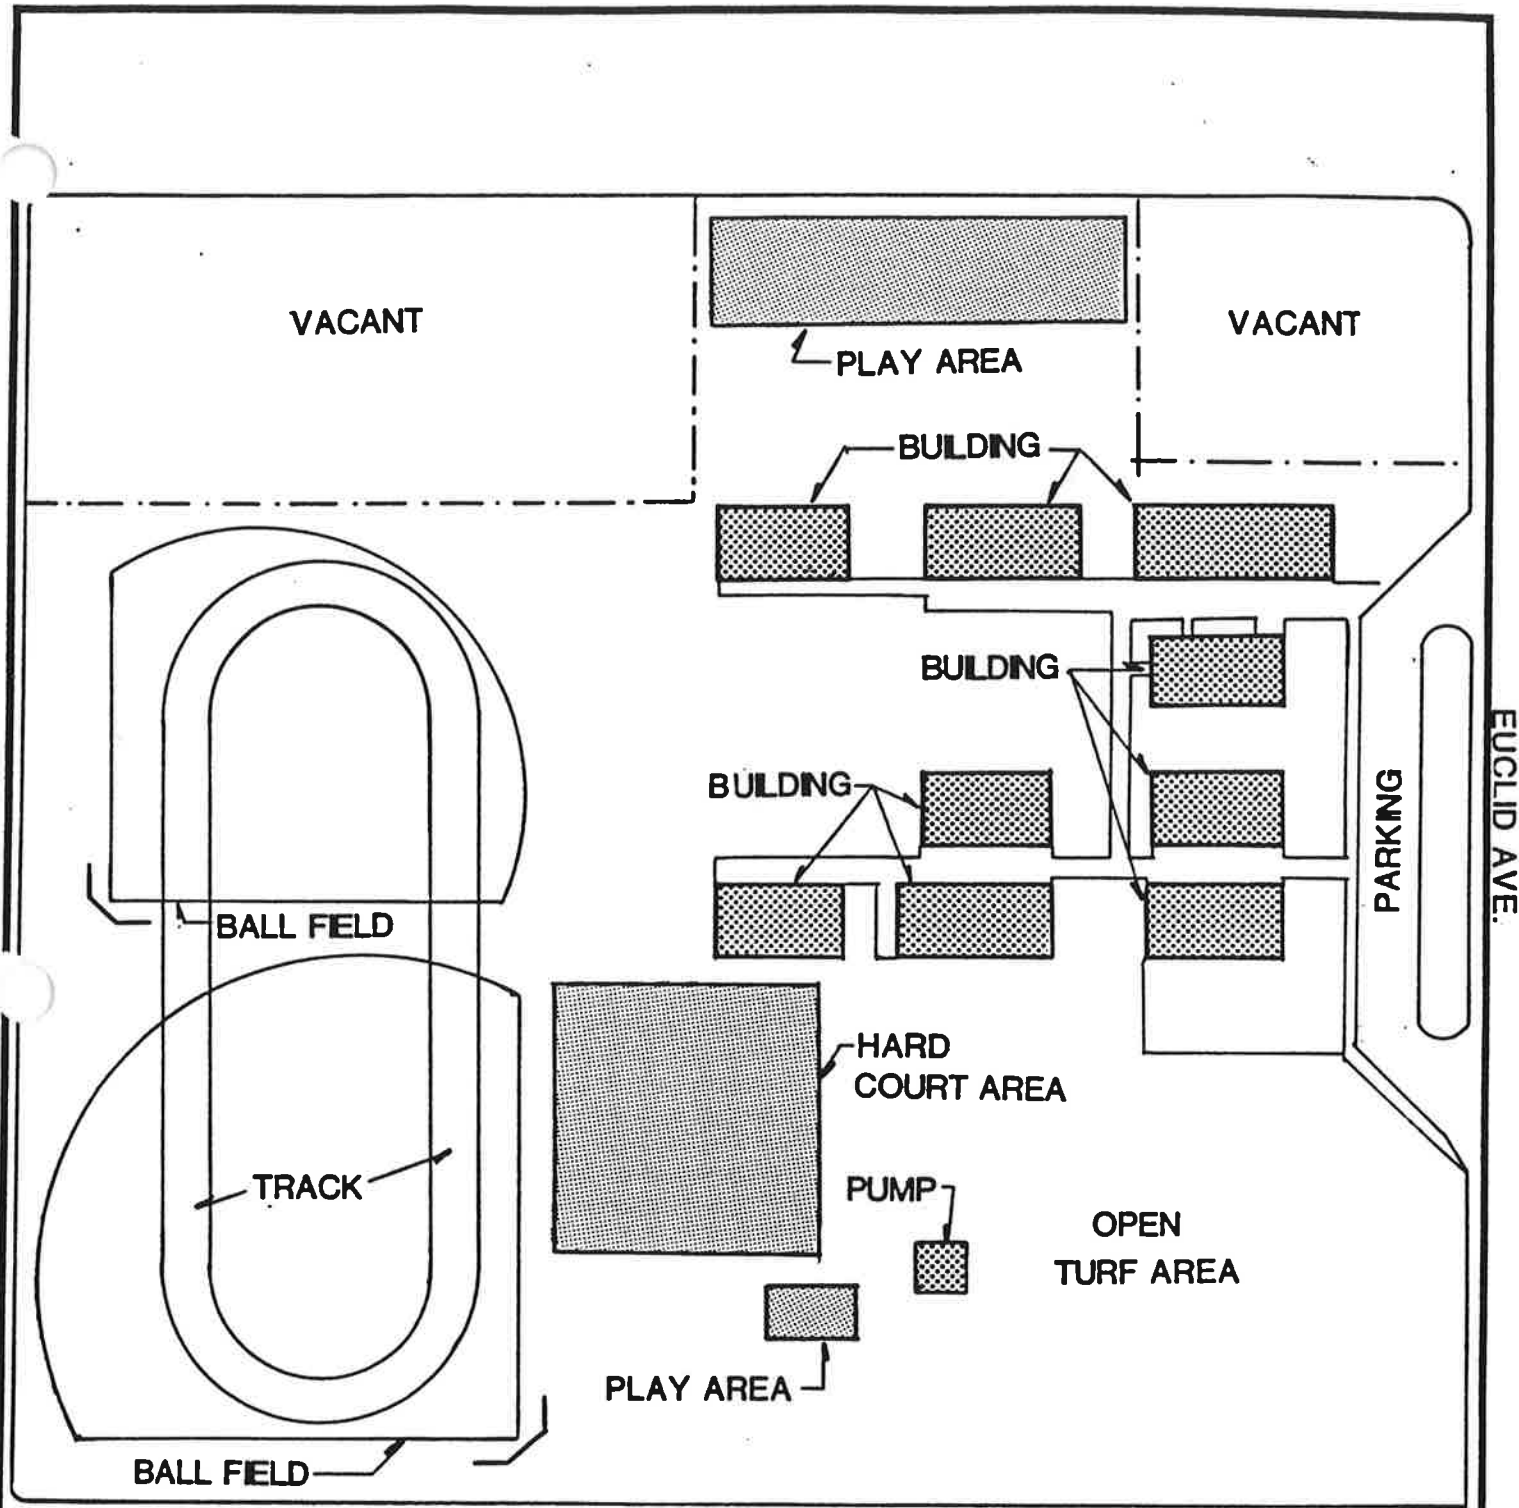 VACANT
VACANT
PLAY AREA
BUILDING
BUILDING
BUILDING
PARKING
EUCLID AVE.
BALL FIELD
HARD
COURT AREA
TRACK
PUMP
OPEN
TURF AREA
PLAY AREA
BALL FIELD